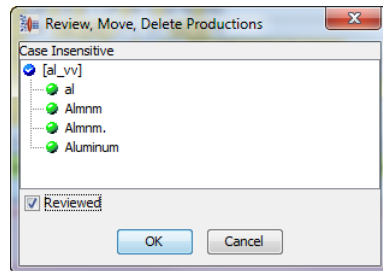 Review, Move, Delete Productions
Case Insensitive
[al_vv]
al
Almnm
Almnm.
Aluminum
Reviewed
OK Cancel